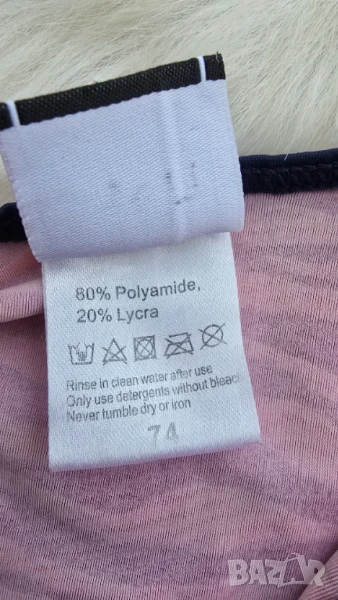 80% Polyamide,
20% Lycra
Rinse in clean water after use
Only use detergents without bleach
Never tumble dry or iron
74
BAZAR